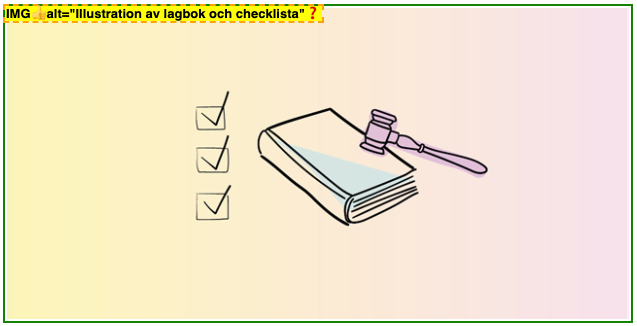 IMG 👍alt="Illustration av lagbok och checklista"❓